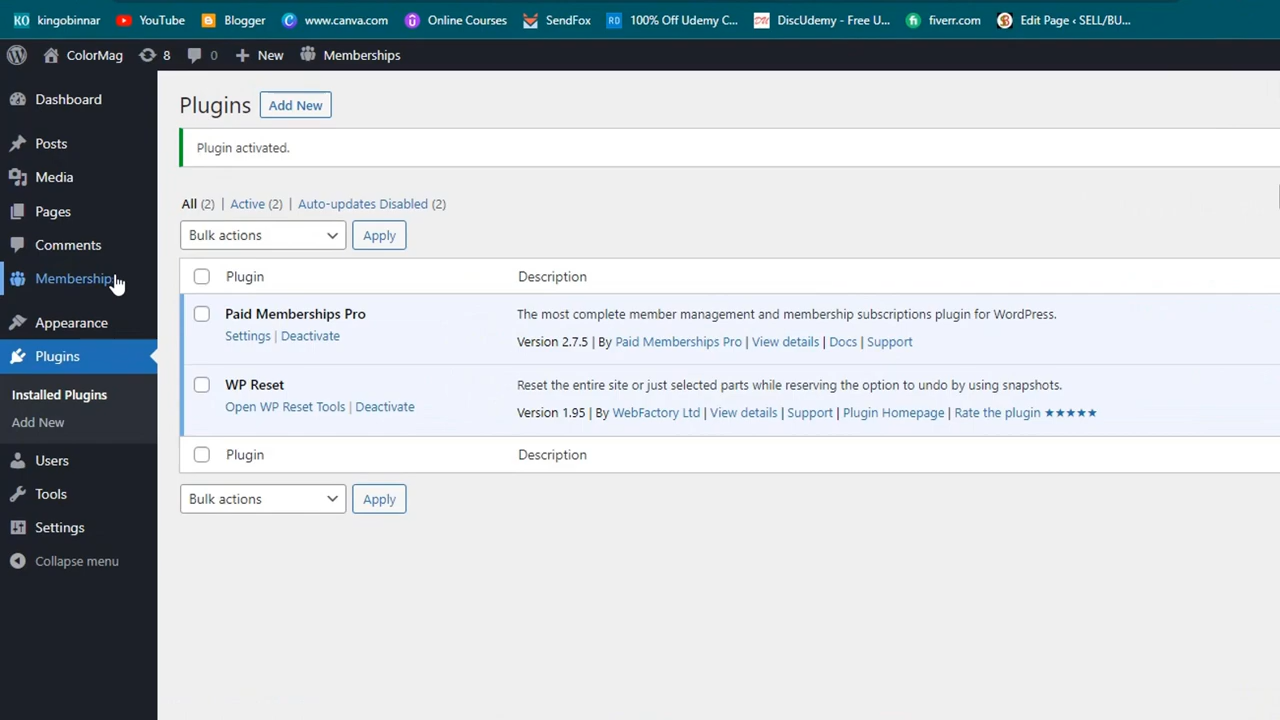 KO kingobinnar YouTube Blogger www.canva.com Online Courses SendFox RD 100% Off Udemy C... DU DiscUdemy - Free U... fi fiverr.com Edit Page ‹ SELL/BU...
ColorMag 8 0 New Memberships
Dashboard
Posts
Media
Pages
Comments
Membership
Appearance
Plugins
Installed Plugins
Add New
Users
Tools
Settings
Collapse menu
Plugins Add New
Plugin activated.
All (2) | Active (2) | Auto-updates Disabled (2)
Bulk actions Apply
Plugin Description
Paid Memberships Pro The most complete member management and membership subscriptions plugin for WordPress.
Settings | Deactivate Version 2.7.5 | By Paid Memberships Pro | View details | Docs | Support
WP Reset Reset the entire site or just selected parts while reserving the option to undo by using snapshots.
Open WP Reset Tools | Deactivate Version 1.95 | By WebFactory Ltd | View details | Support | Plugin Homepage | Rate the plugin ★★★★★
Plugin Description
Bulk actions Apply